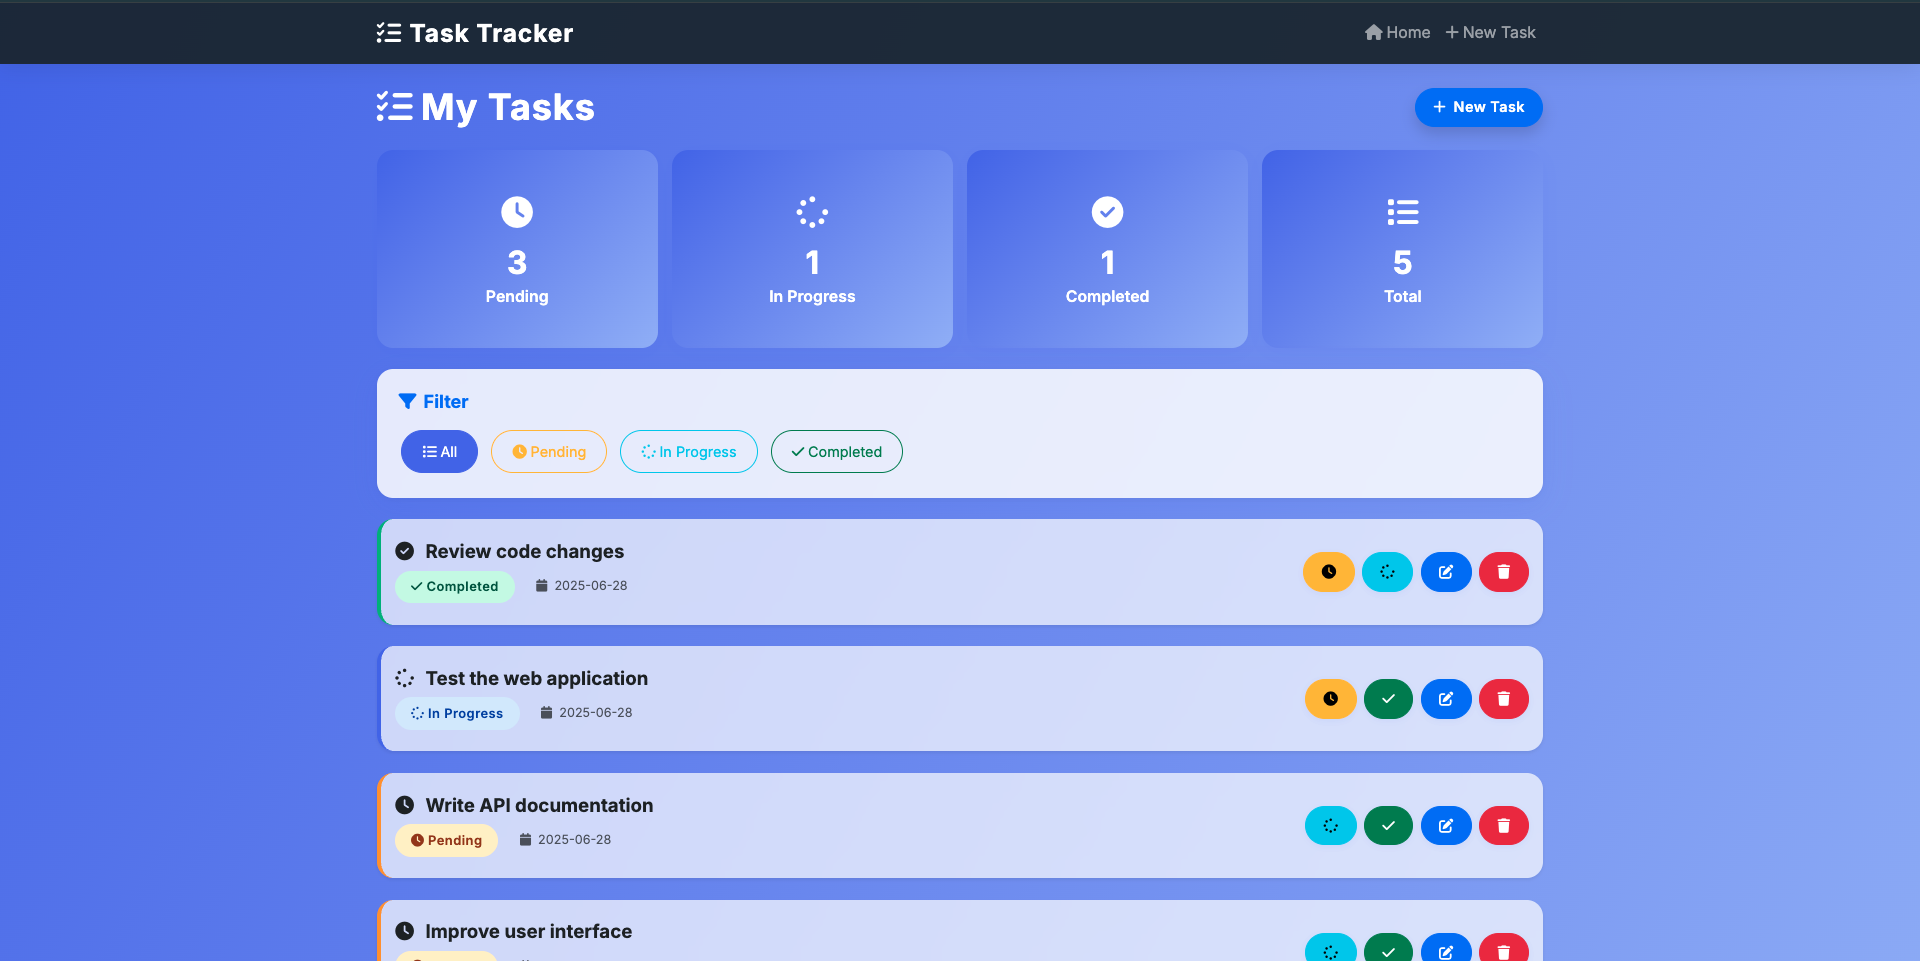 Task Tracker
Home
New Task
My Tasks
New Task
3
Pending
1
In Progress
1
Completed
5
Total
Filter
All
Pending
In Progress
Completed
Review code changes
Completed
2025-06-28
Test the web application
In Progress
2025-06-28
Write API documentation
Pending
2025-06-28
Improve user interface